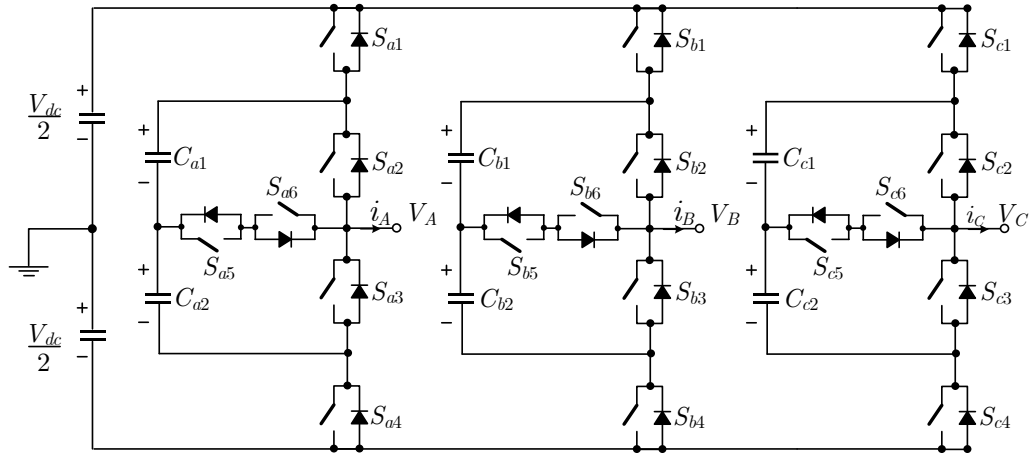 S_{a1} S_{b1} S_{c1}
+ + + +
\frac{V_{dc}}{2}
− C_{a1} S_{a2} C_{b1} S_{b2} C_{c1} S_{c2}
− − −
S_{a6} S_{b6} S_{c6}
i_A V_A i_B V_B i_C V_C
S_{a5} S_{b5} S_{c5}
+ + +
C_{a2} S_{a3} C_{b2} S_{b3} C_{c2} S_{c3}
+ − − −
\frac{V_{dc}}{2}
−
S_{a4} S_{b4} S_{c4}